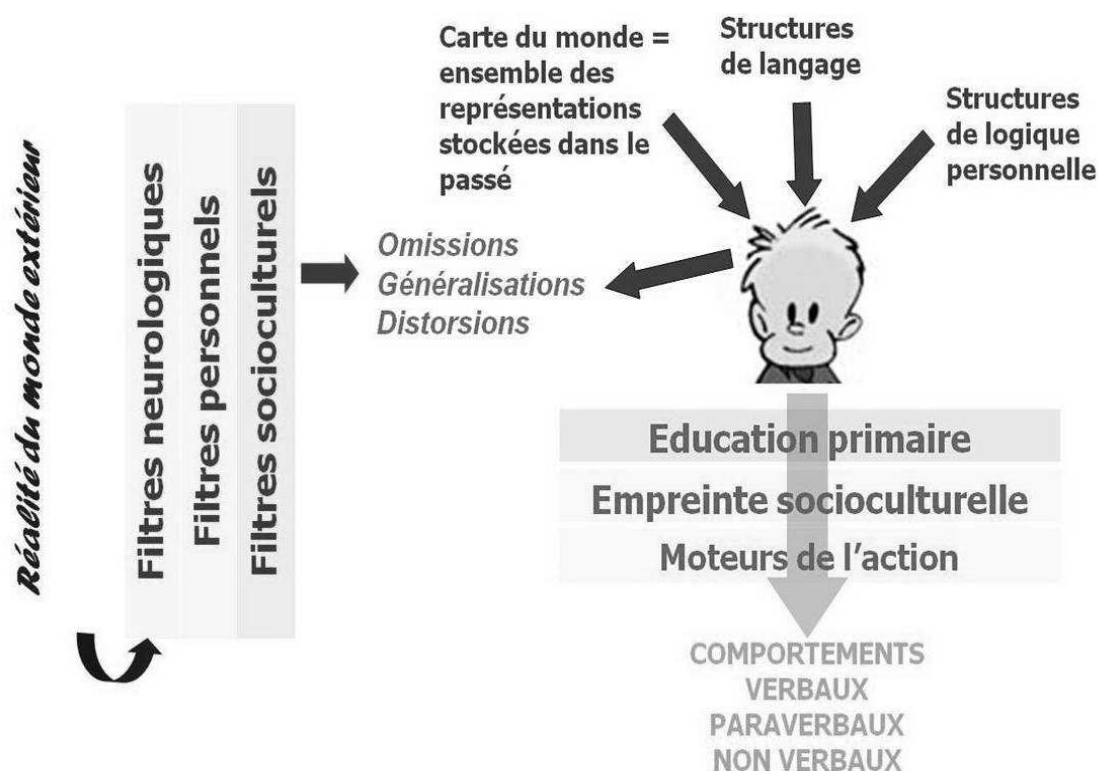 Réalité du monde extérieur
Filtres neurologiques
Filtres personnels
Filtres socioculturels
Carte du monde =
ensemble des
représentations
stockées dans le
passé
Structures
de langage
Structures
de logique
personnelle
Omissions
Généralisations
Distorsions
Education primaire
Empreinte socioculturelle
Moteurs de l'action
COMPORTEMENTS
VERBAUX
PARAVERBAUX
NON VERBAUX